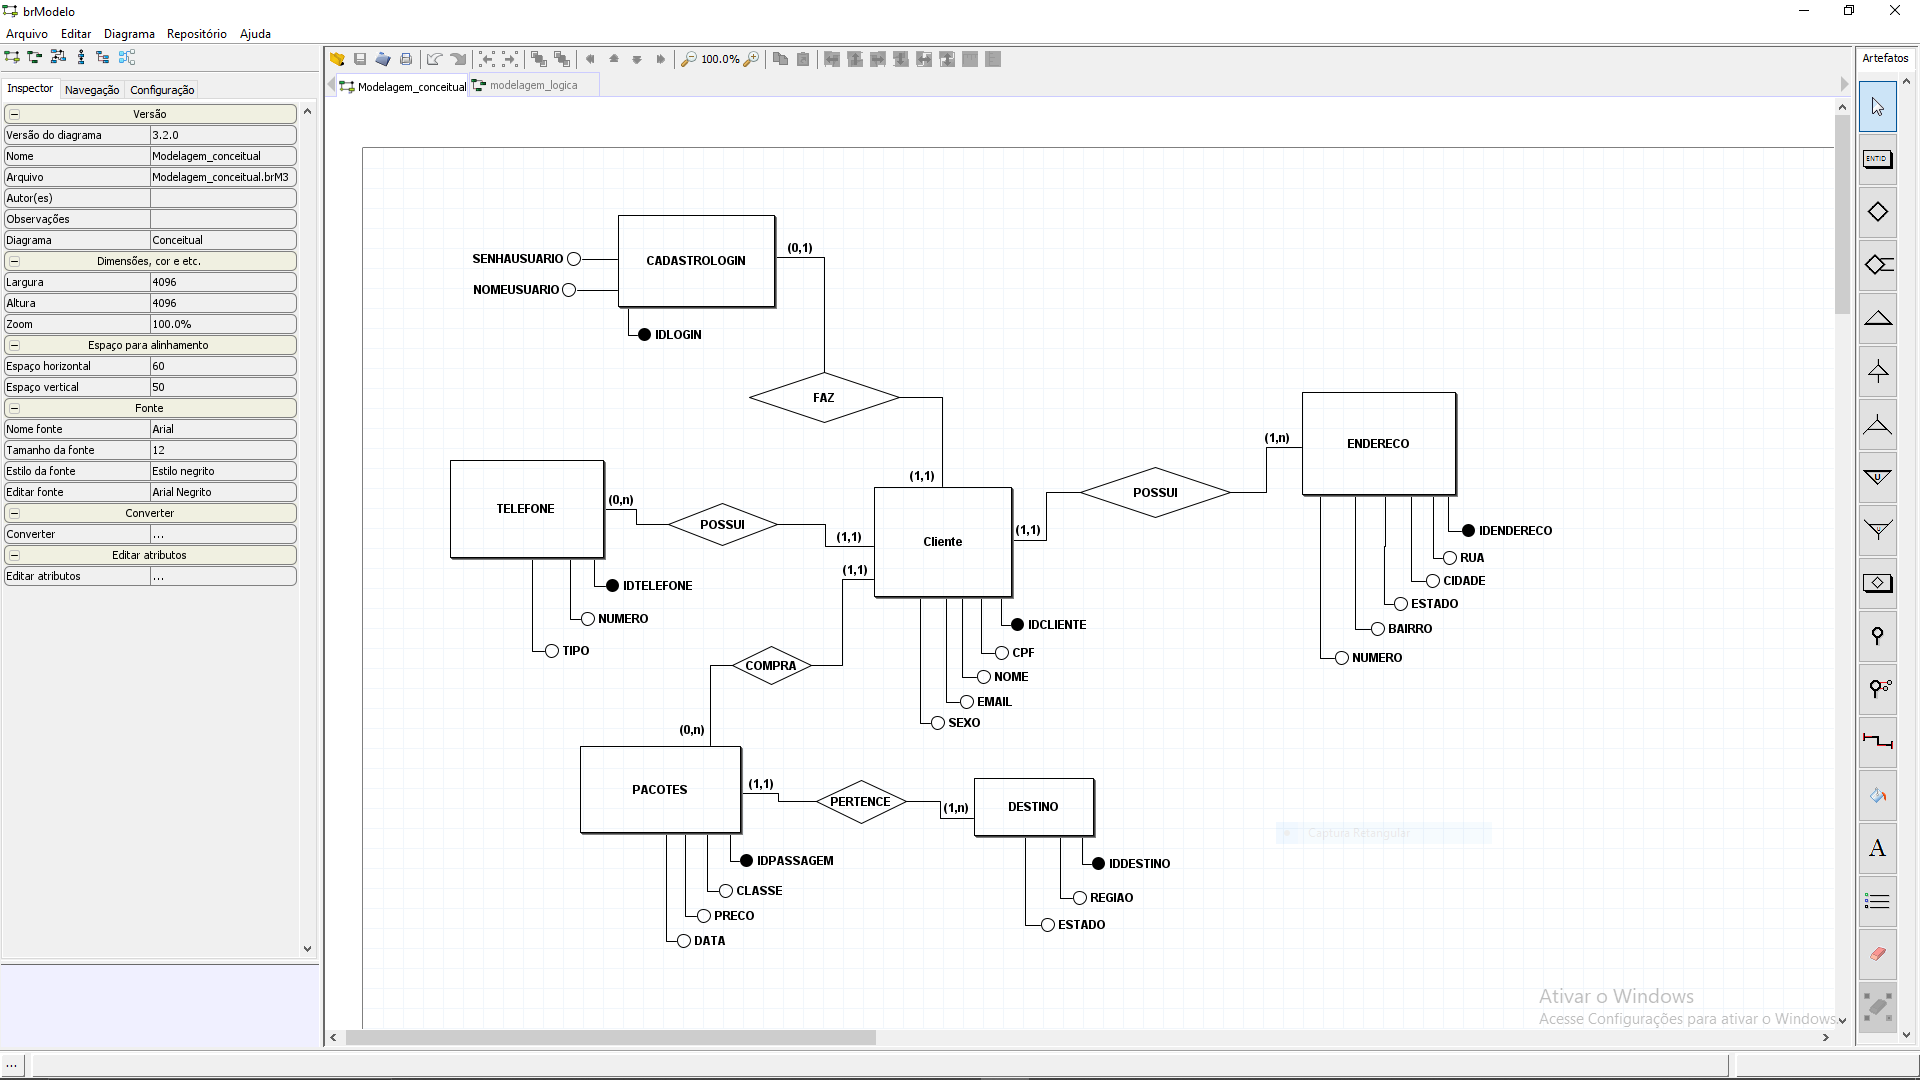 brModelo
Arquivo Editar Diagrama Repositório Ajuda
Inspector Navegação Configuração
Versão
Versão do diagrama 3.2.0
Nome Modelagem_conceitual
Arquivo Modelagem_conceitual.brM3
Autor(es)
Observações
Diagrama Conceitual
Dimensões, cor e etc.
Largura 4096
Altura 4096
Zoom 100.0%
Espaço para alinhamento
Espaço horizontal 60
Espaço vertical 50
Fonte
Nome fonte Arial
Tamanho da fonte 12
Estilo da fonte Estilo negrito
Editar fonte Arial Negrito
Converter
Converter ...
Editar atributos
Editar atributos ...
100.0%
Modelagem_conceitual modelagem_logica
SENHAUSUARIO
NOMEUSUARIO
CADASTROLOGIN
(0,1)
IDLOGIN
FAZ
(1,1)
TELEFONE
(0,n)
POSSUI
(1,1)
IDTELEFONE
NUMERO
TIPO
Cliente
(1,1)
POSSUI
(1,n)
ENDERECO
IDENDERECO
RUA
CIDADE
ESTADO
BAIRRO
NUMERO
(1,1)
IDCLIENTE
CPF
NOME
EMAIL
SEXO
COMPRA
(0,n)
PACOTES
(1,1)
PERTENCE
(1,n)
DESTINO
IDPASSAGEM
CLASSE
PRECO
DATA
IDDESTINO
REGIAO
ESTADO
Captura Retangular
Ativar o Windows
Acesse Configurações para ativar o Windows.
Artefatos
ENTID
U
A
...